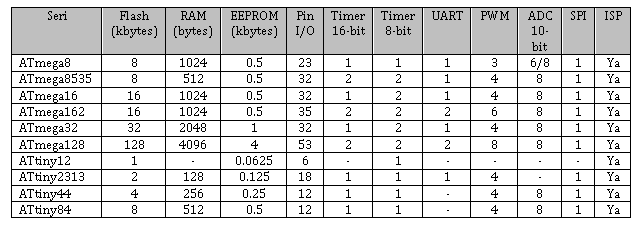 Seri Flash (kbytes) RAM (bytes) EEPROM (kbytes) Pin I/O Timer 16-bit Timer 8-bit UART PWM ADC 10-bit SPI ISP
ATmega8 8 1024 0.5 23 1 1 1 3 6/8 1 Ya
ATmega8535 8 512 0.5 32 2 2 1 4 8 1 Ya
ATmega16 16 1024 0.5 32 1 2 1 4 8 1 Ya
ATmega162 16 1024 0.5 35 2 2 2 6 8 1 Ya
ATmega32 32 2048 1 32 1 2 1 4 8 1 Ya
ATmega128 128 4096 4 53 2 2 2 8 8 1 Ya
ATtiny12 1 - 0.0625 6 - 1 - - - - Ya
ATtiny2313 2 128 0.125 18 1 1 1 4 - 1 Ya
ATtiny44 4 256 0.25 12 1 1 - 4 8 1 Ya
ATtiny84 8 512 0.5 12 1 1 - 4 8 1 Ya